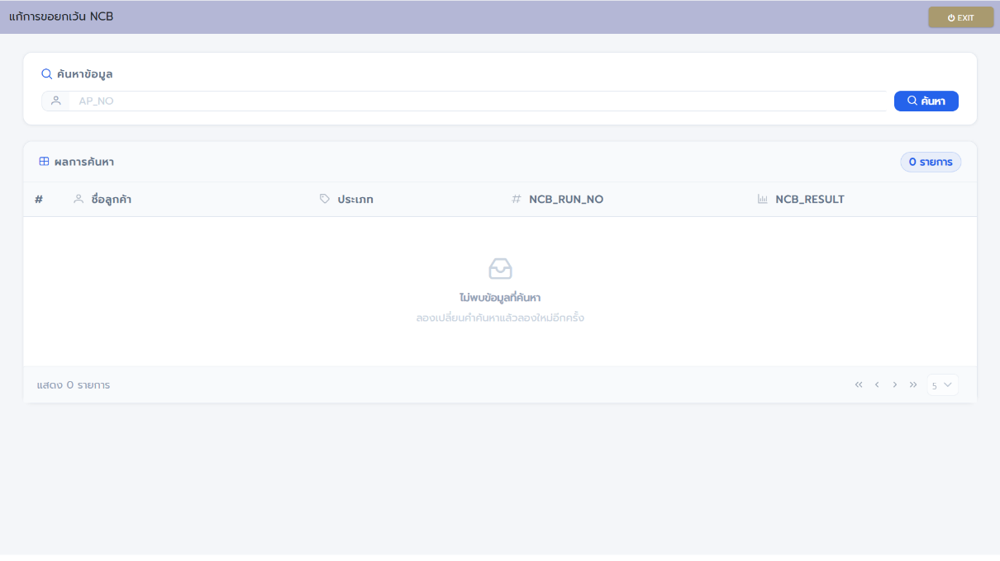 แก้การขอยกเว้น NCB
EXIT
ค้นหาข้อมูล
AP_NO
ค้นหา
ผลการค้นหา
0 รายการ
# ชื่อลูกค้า ประเภท NCB_RUN_NO NCB_RESULT
ไม่พบข้อมูลที่ค้นหา
ลองเปลี่ยนคำค้นหาแล้วลองใหม่อีกครั้ง
แสดง 0 รายการ
« ‹ › » 5